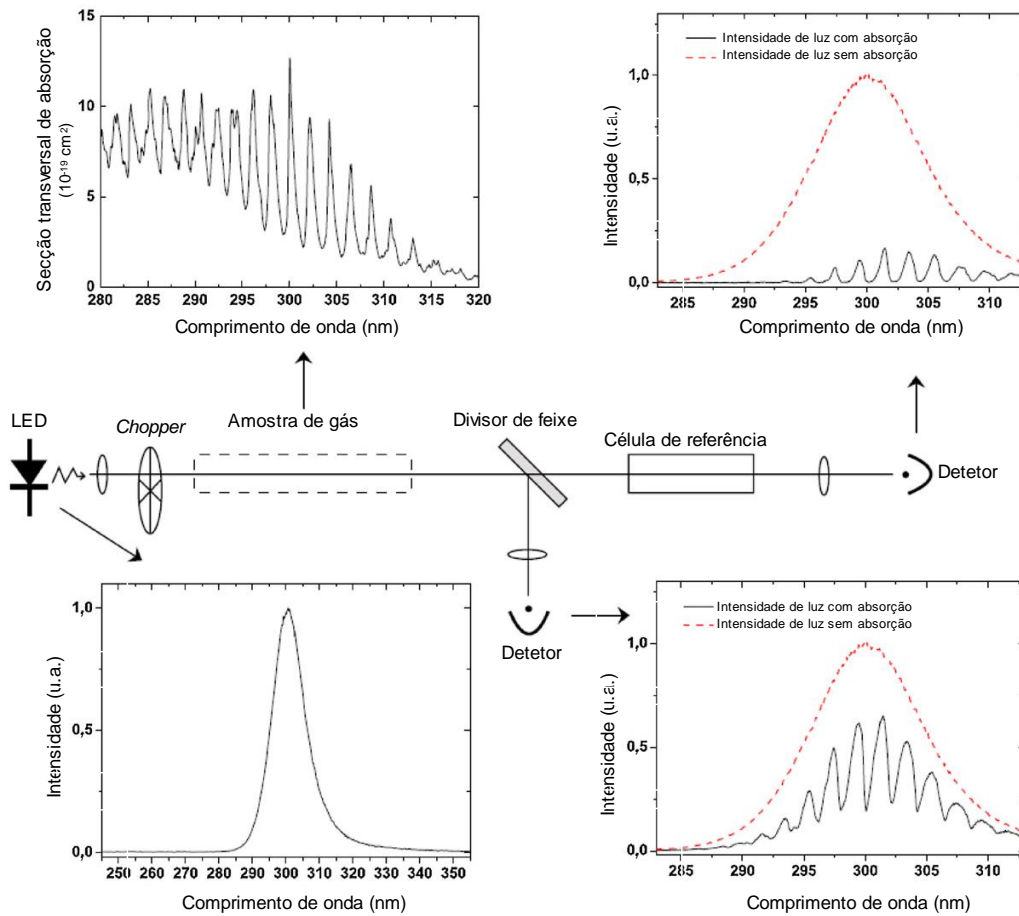 Secção transversal de absorção
(10⁻¹⁹ cm²)
15
10
5
0
280 285 290 295 300 305 310 315 320
Comprimento de onda (nm)
Intensidade (u.a.)
1,0
0,5
0,0
Intensidade de luz com absorção
Intensidade de luz sem absorção
285 290 295 300 305 310
Comprimento de onda (nm)
LED
Chopper
Amostra de gás
Divisor de feixe
Célula de referência
Detetor
Detetor
Intensidade (u.a.)
1,0
0,5
0,0
250 260 270 280 290 300 310 320 330 340 350
Comprimento de onda (nm)
Intensidade (u.a.)
1,0
0,5
0,0
Intensidade de luz com absorção
Intensidade de luz sem absorção
285 290 295 300 305 310
Comprimento de onda (nm)